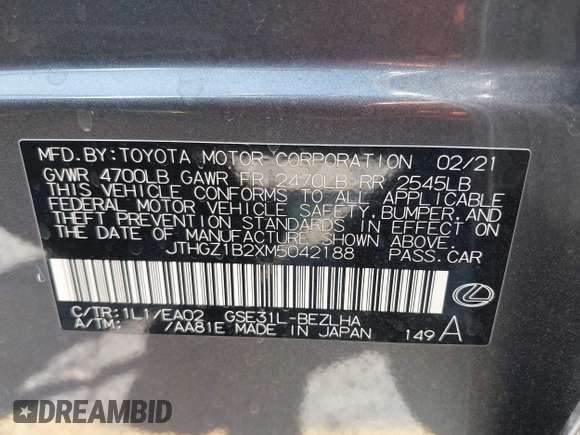 MFD.BY:TOYOTA MOTOR CORPORATION 02/21
GVWR 4700LB GAWR FR 2470LB RR 2545LB
THIS VEHICLE CONFORMS TO ALL APPLICABLE
FEDERAL MOTOR VEHICLE SAFETY, BUMPER, AND
THEFT PREVENTION STANDARDS IN EFFECT ON
THE DATE OF MANUFACTURE SHOWN ABOVE.
JTHGZ1B2XM5042188 PASS.CAR
C/TR:1L1/EA02 GSE31L-BEZLHA
A/TM: /AA81E MADE IN JAPAN 149A
DREAMBID